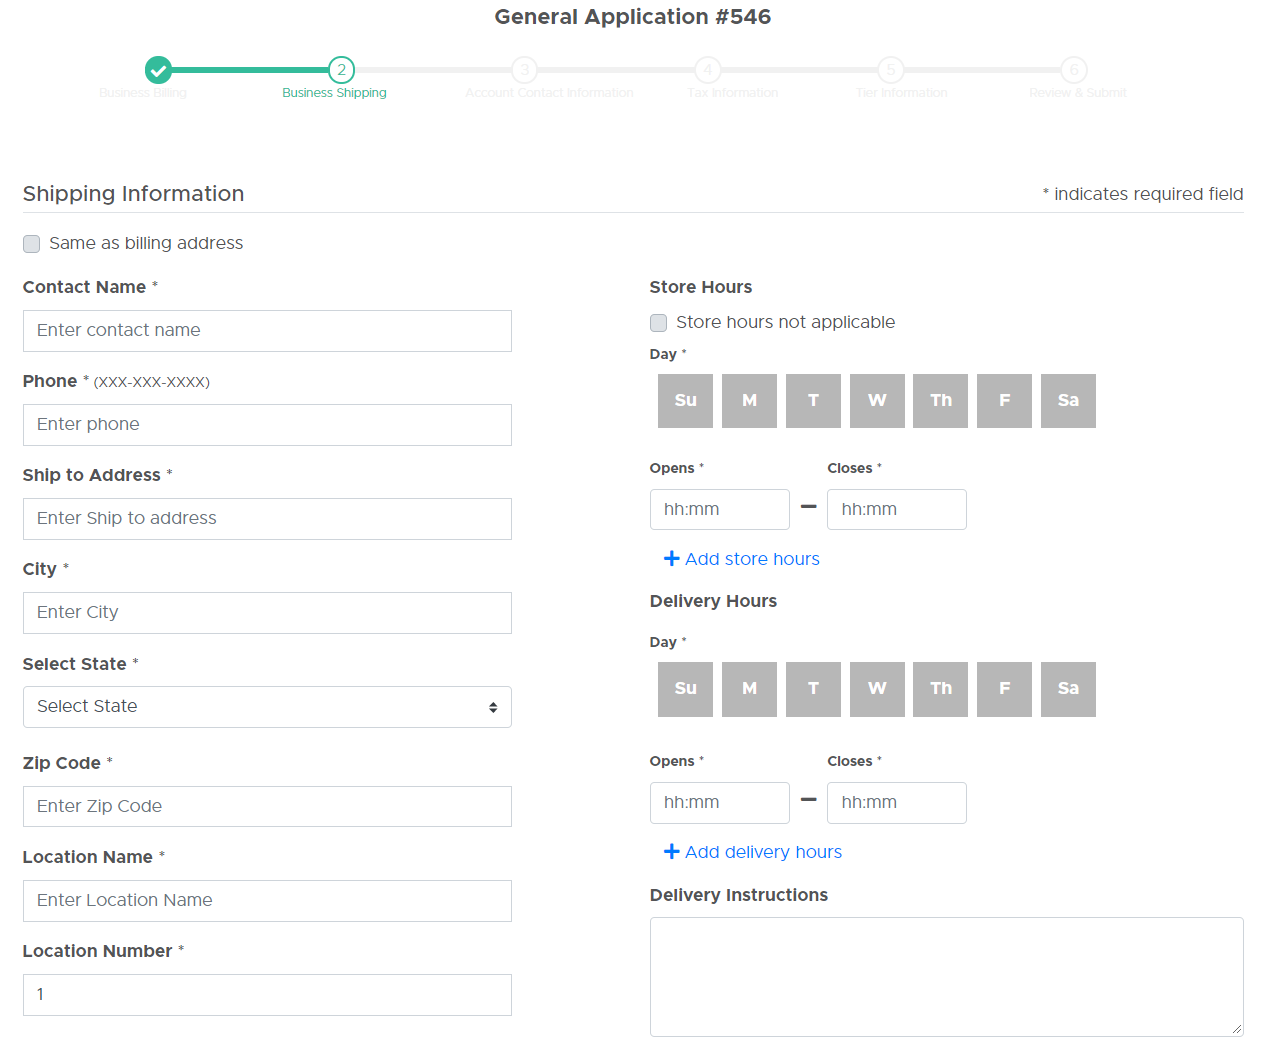 General Application #546
2
3
4
5
6
Business Billing
Business Shipping
Account Contact Information
Tax Information
Tier Information
Review & Submit
Shipping Information
* indicates required field
Same as billing address
Contact Name *
Enter contact name
Phone * (XXX-XXX-XXXX)
Enter phone
Ship to Address *
Enter Ship to address
City *
Enter City
Select State *
Select State
Zip Code *
Enter Zip Code
Location Name *
Enter Location Name
Location Number *
1
Store Hours
Store hours not applicable
Day *
Su M T W Th F Sa
Opens * Closes *
hh:mm – hh:mm
+ Add store hours
Delivery Hours
Day *
Su M T W Th F Sa
Opens * Closes *
hh:mm – hh:mm
+ Add delivery hours
Delivery Instructions